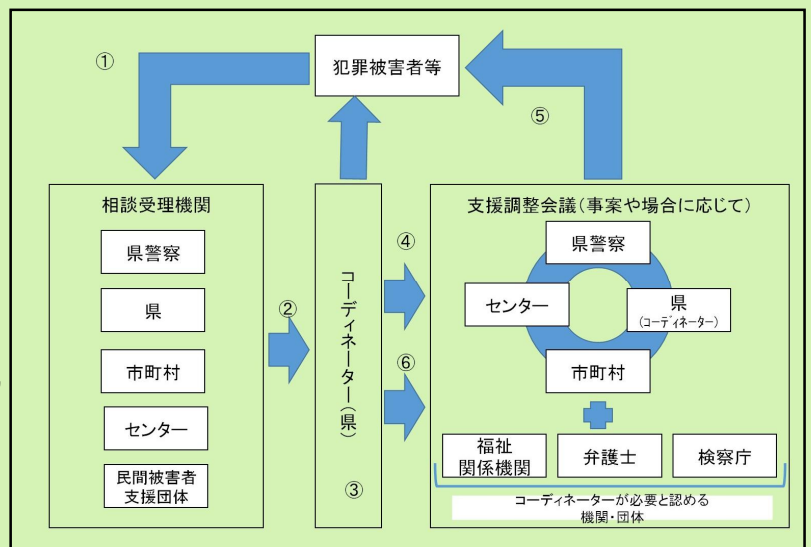 ①
犯罪被害者等
⑤
相談受理機関
県警察
県
市町村
センター
民間被害者
支援団体
②
コーディネーター(県)
③
④
⑥
支援調整会議(事案や場合に応じて)
県警察
センター
県
(コーディネーター)
市町村
福祉
関係機関
弁護士
検察庁
コーディネーターが必要と認める
機関・団体